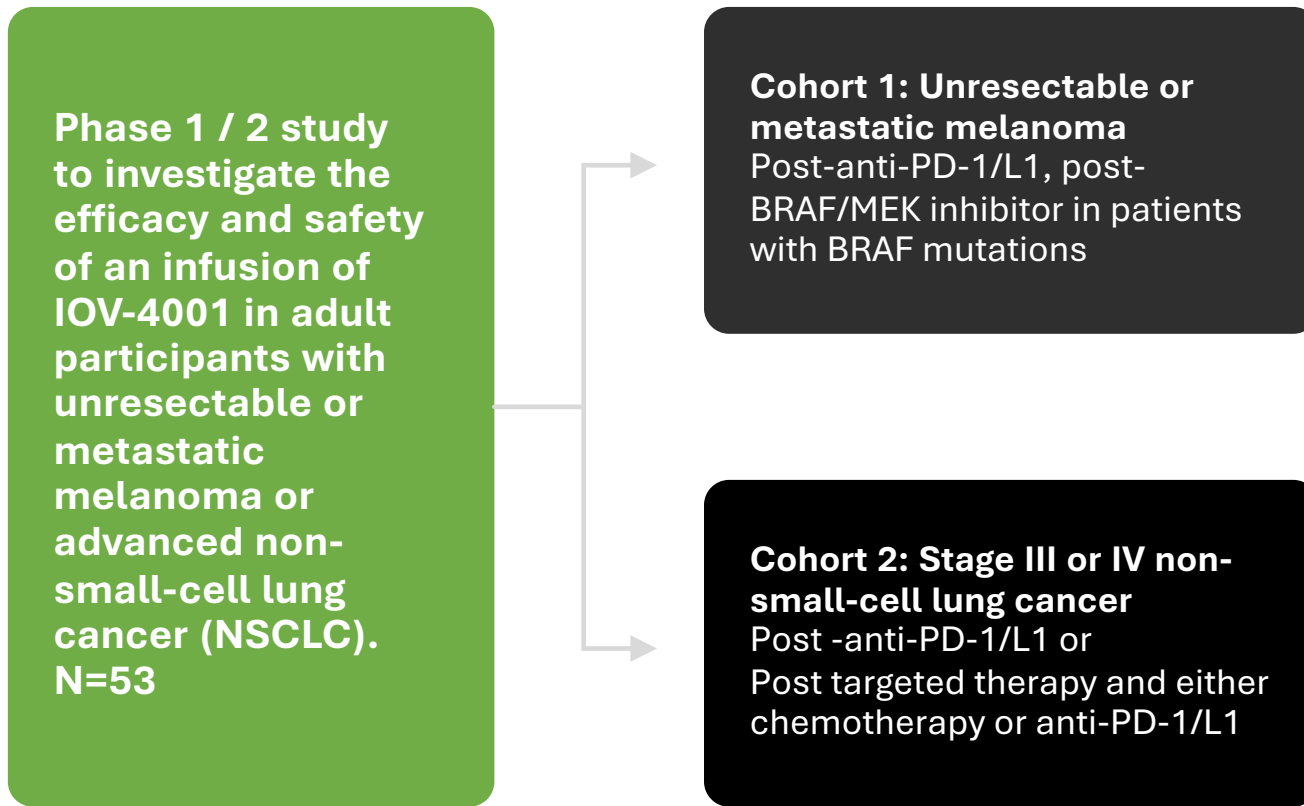 Phase 1 / 2 study
to investigate the
efficacy and safety
of an infusion of
IOV-4001 in adult
participants with
unresectable or
metastatic
melanoma or
advanced non-
small-cell lung
cancer (NSCLC).
N=53
Cohort 1: Unresectable or
metastatic melanoma
Post-anti-PD-1/L1, post-
BRAF/MEK inhibitor in patients
with BRAF mutations
Cohort 2: Stage III or IV non-
small-cell lung cancer
Post -anti-PD-1/L1 or
Post targeted therapy and either
chemotherapy or anti-PD-1/L1